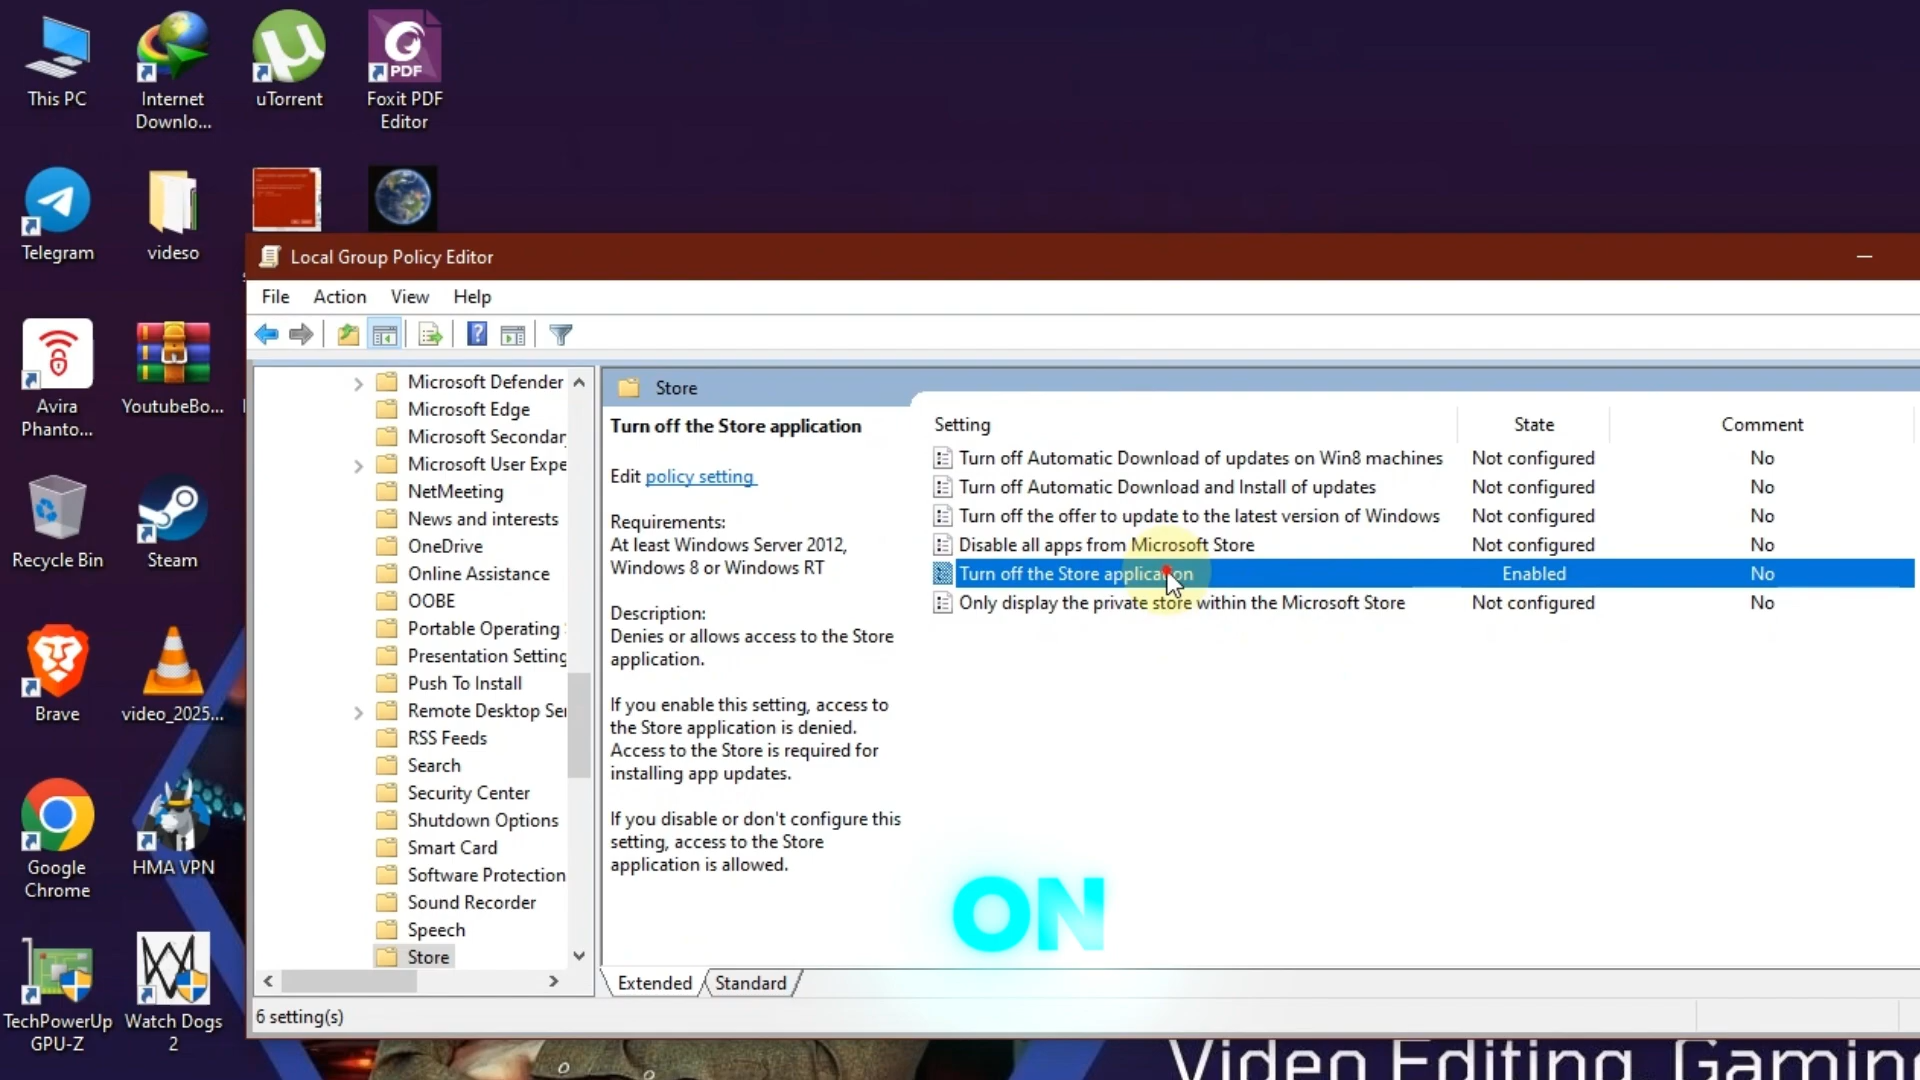 This PC
Internet
Downlo...
uTorrent
Foxit PDF
Editor
PDF
Telegram
videso
Avira
Phanto...
YoutubeBo...
Recycle Bin
Steam
Brave
video_2025...
Google
Chrome
HMA VPN
TechPowerUp
GPU-Z
Watch Dogs
2
Local Group Policy Editor
File Action View Help
Microsoft Defender
Microsoft Edge
Microsoft Secondar
Microsoft User Expe
NetMeeting
News and interests
OneDrive
Online Assistance
OOBE
Portable Operating
Presentation Setting
Push To Install
Remote Desktop Ser
RSS Feeds
Search
Security Center
Shutdown Options
Smart Card
Software Protection
Sound Recorder
Speech
Store
Store
Turn off the Store application
Edit policy setting
Requirements:
At least Windows Server 2012,
Windows 8 or Windows RT
Description:
Denies or allows access to the Store
application.
If you enable this setting, access to
the Store application is denied.
Access to the Store is required for
installing app updates.
If you disable or don't configure this
setting, access to the Store
application is allowed.
Setting State Comment
Turn off Automatic Download of updates on Win8 machines Not configured No
Turn off Automatic Download and Install of updates Not configured No
Turn off the offer to update to the latest version of Windows Not configured No
Disable all apps from Microsoft Store Not configured No
Turn off the Store application Enabled No
Only display the private store within the Microsoft Store Not configured No
ON
Extended Standard
6 setting(s)
Video Editing, Gaming